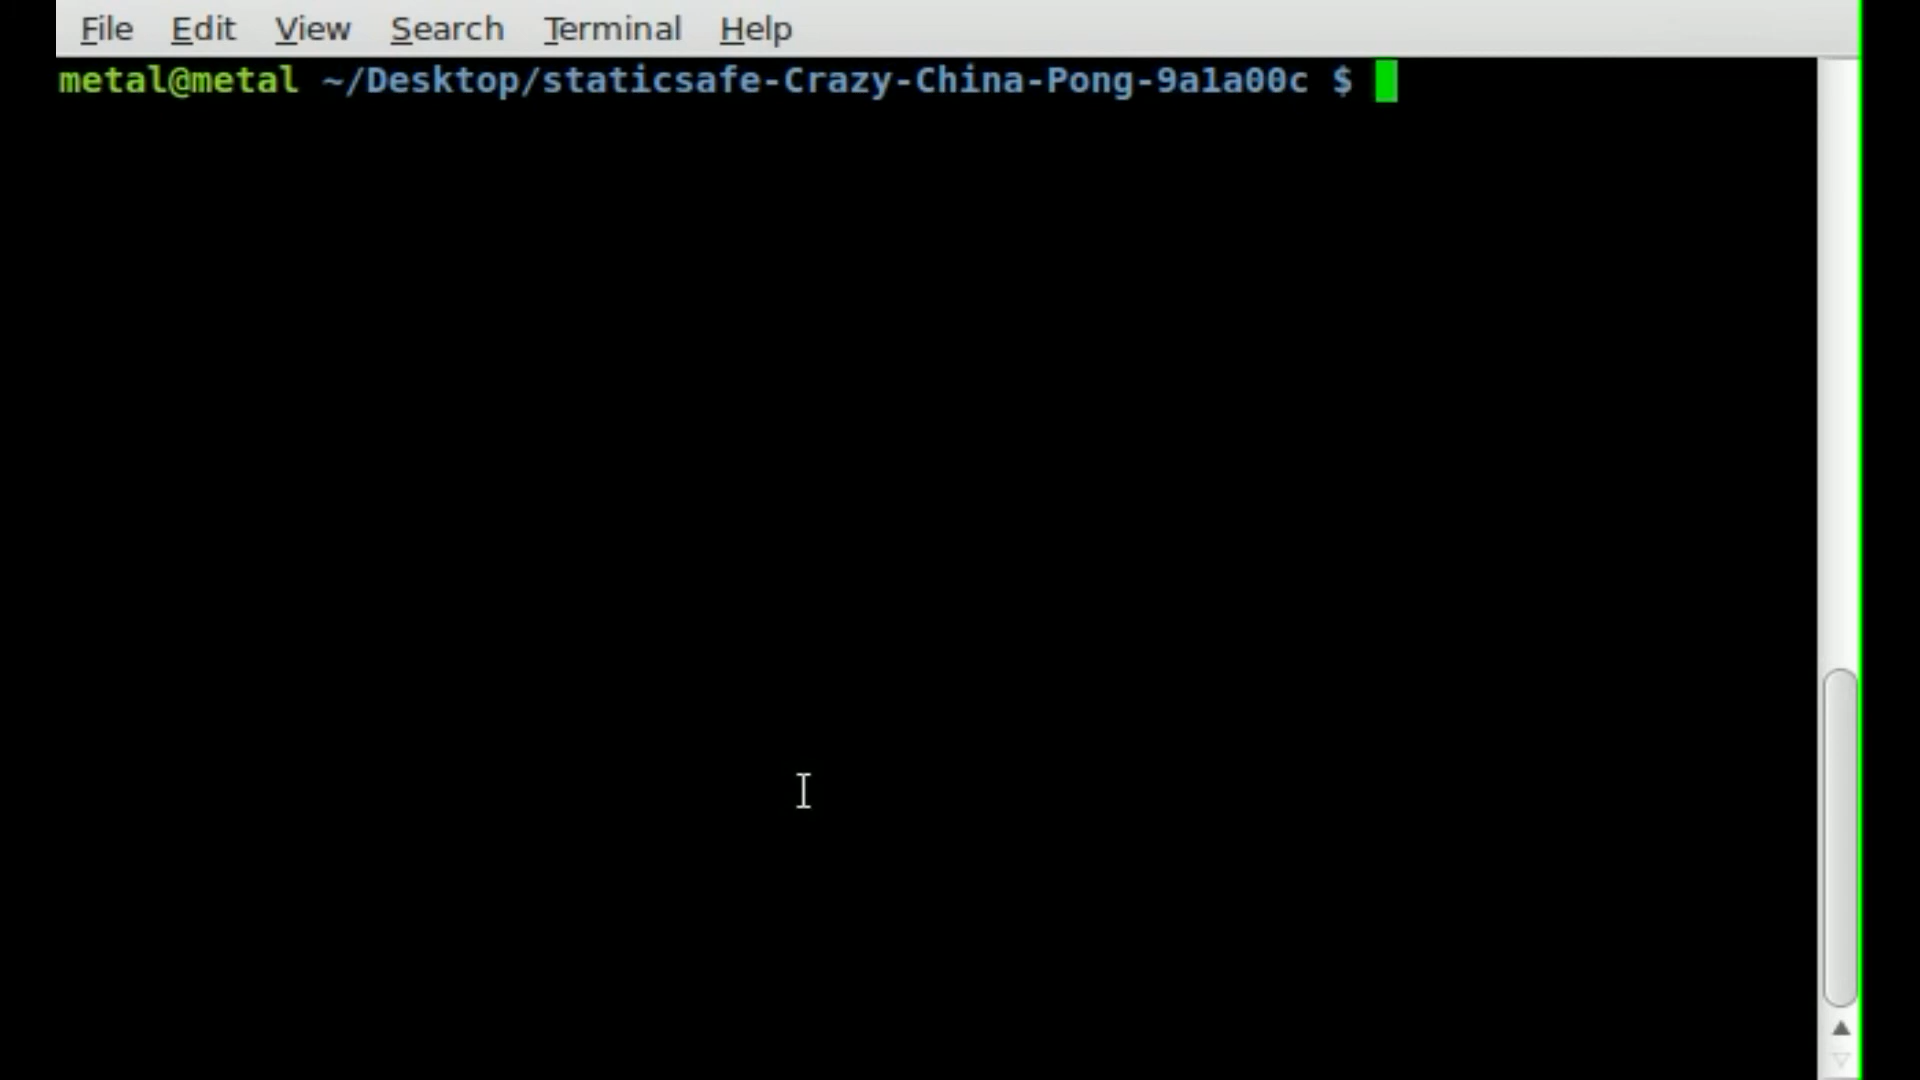 File Edit View Search Terminal Help
metal@metal ~/Desktop/staticsafe-Crazy-China-Pong-9a1a00c $